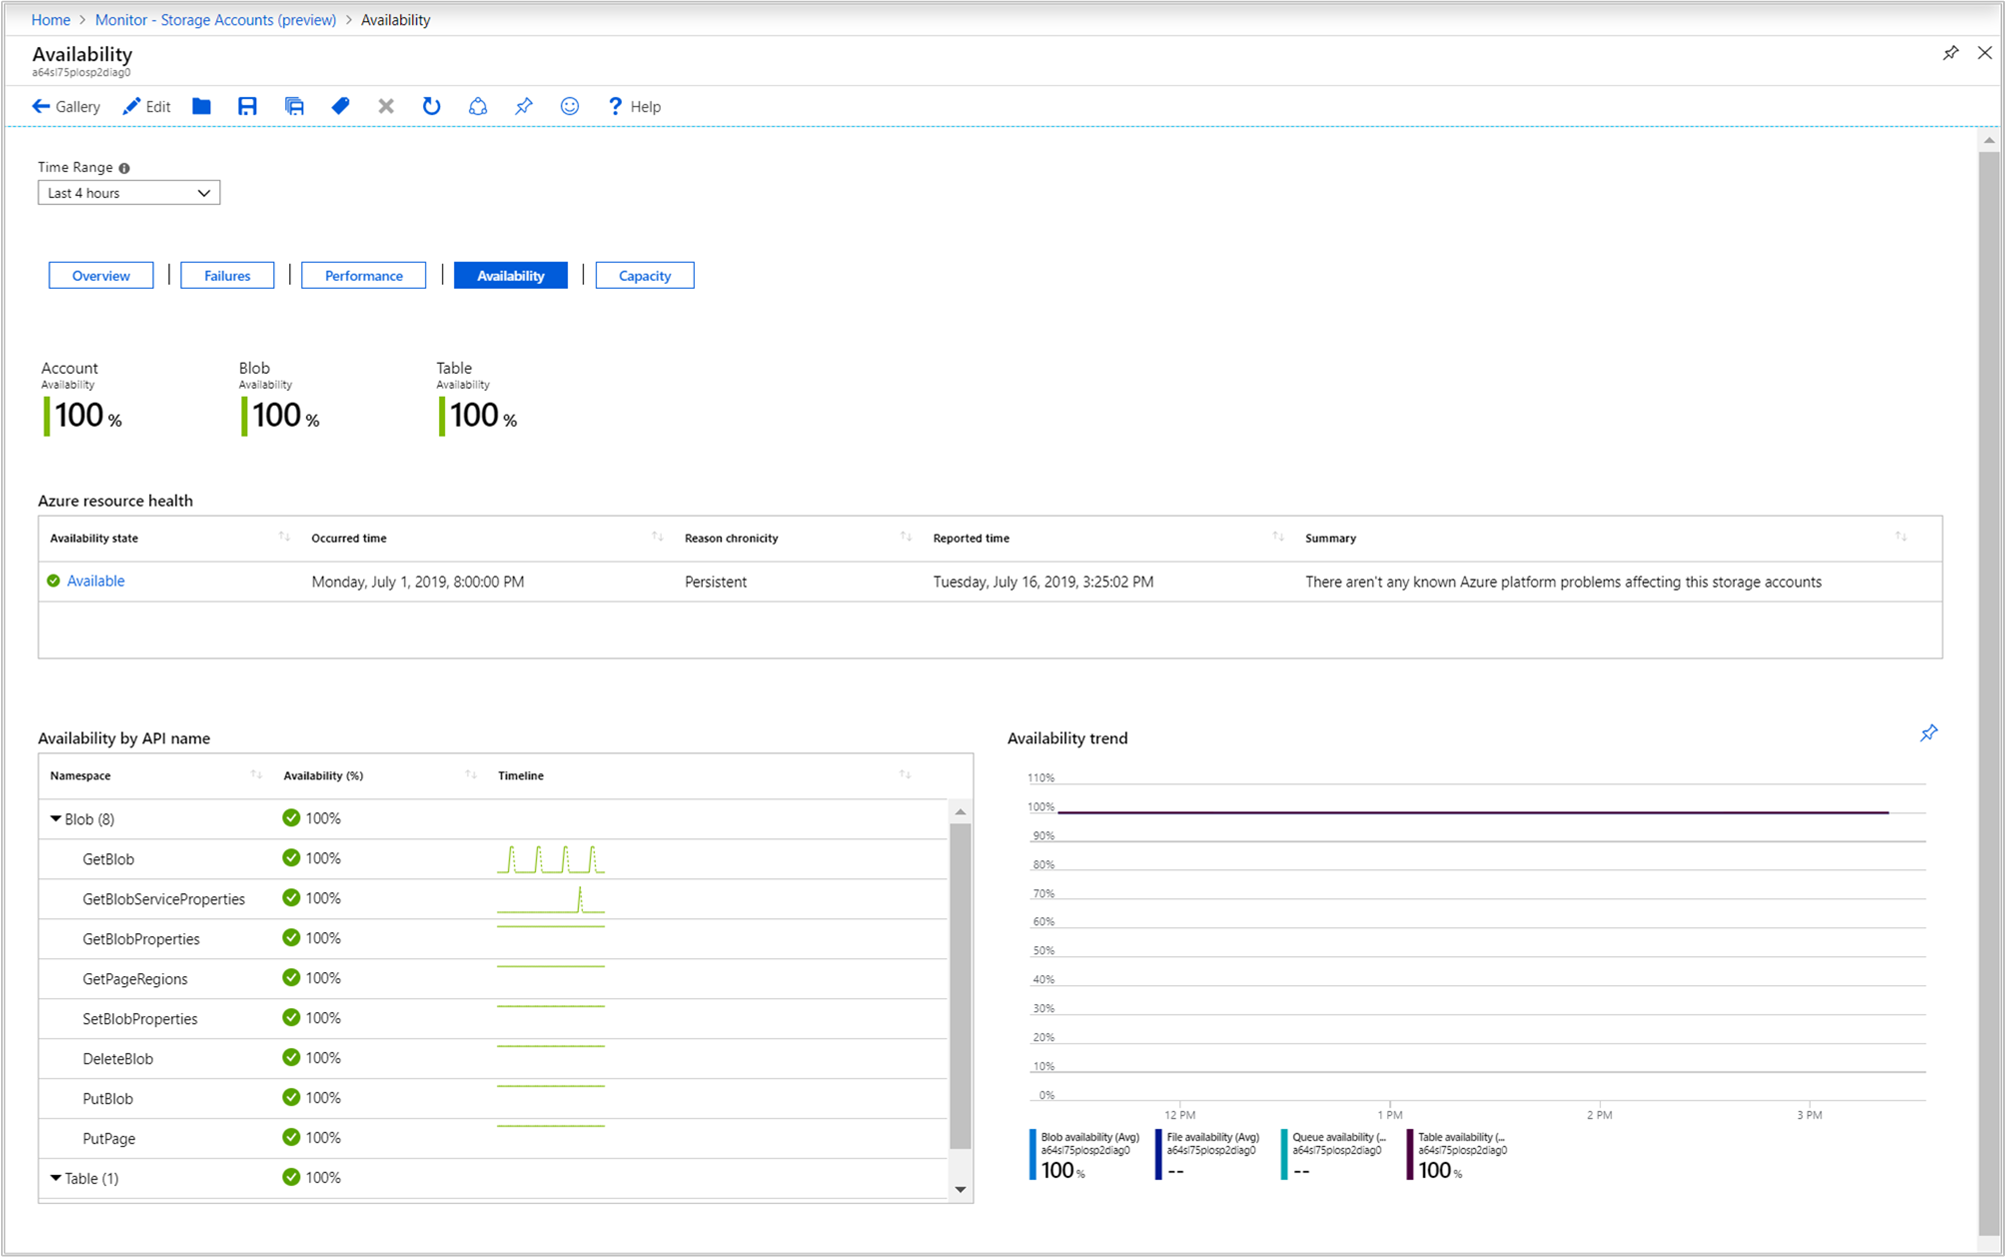 Home > Monitor - Storage Accounts (preview) > Availability
Availability
a64sl75plosp2diag0
Gallery Edit Help
Time Range
Last 4 hours
Overview | Failures | Performance | Availability | Capacity
Account Blob Table
Availability Availability Availability
100 % 100 % 100 %
Azure resource health
Availability state Occurred time Reason chronicity Reported time Summary
Available Monday, July 1, 2019, 8:00:00 PM Persistent Tuesday, July 16, 2019, 3:25:02 PM There aren't any known Azure platform problems affecting this storage accounts
Availability by API name
Namespace Availability (%) Timeline
Blob (8) 100%
GetBlob 100%
GetBlobServiceProperties 100%
GetBlobProperties 100%
GetPageRegions 100%
SetBlobProperties 100%
DeleteBlob 100%
PutBlob 100%
PutPage 100%
Table (1) 100%
Availability trend
110%
100%
90%
80%
70%
60%
50%
40%
30%
20%
10%
0%
12 PM 1 PM 2 PM 3 PM
Blob availability (Avg) File availability (Avg) Queue availability (... Table availability (...
a64sl75plosp2diag0 a64sl75plosp2diag0 a64sl75plosp2diag0 a64sl75plosp2diag0
100 % -- -- 100 %